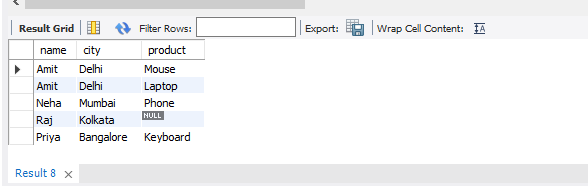 Result Grid Filter Rows: Export: Wrap Cell Content: IA
name city product
Amit Delhi Mouse
Amit Delhi Laptop
Neha Mumbai Phone
Raj Kolkata NULL
Priya Bangalore Keyboard
Result 8 ×